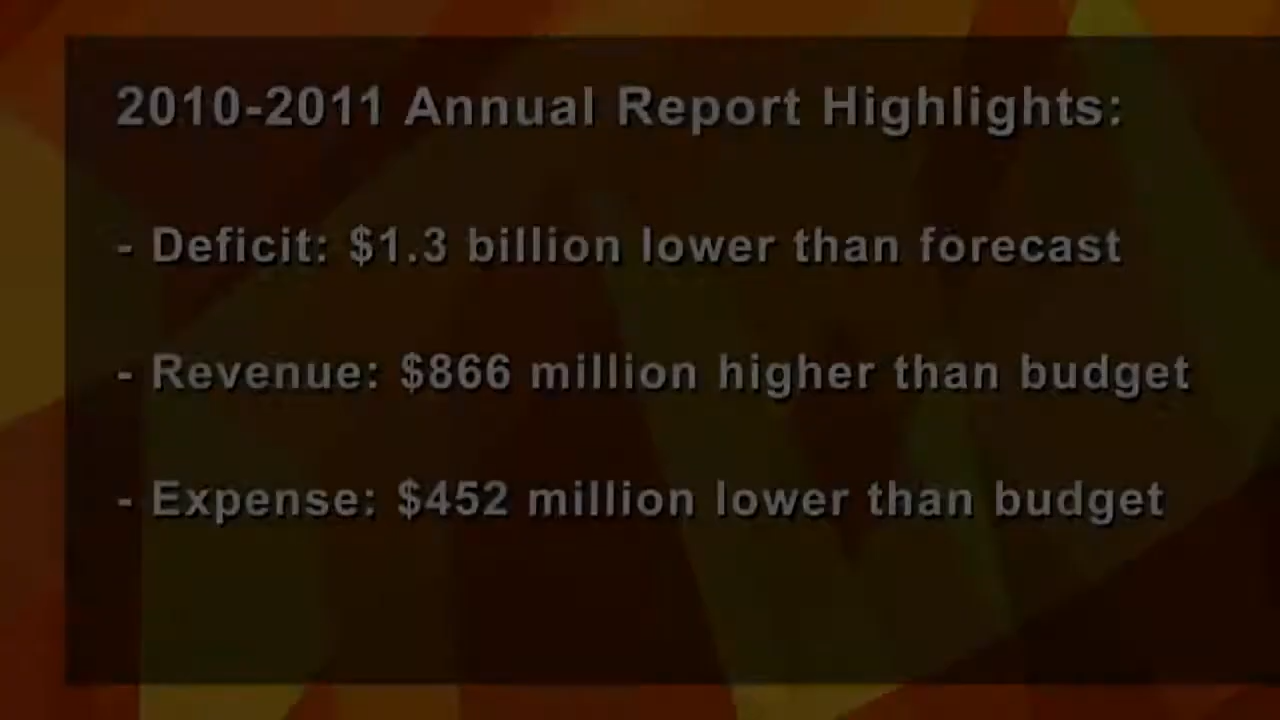 2010-2011 Annual Report Highlights:
- Deficit: $1.3 billion lower than forecast
- Revenue: $866 million higher than budget
- Expense: $452 million lower than budget